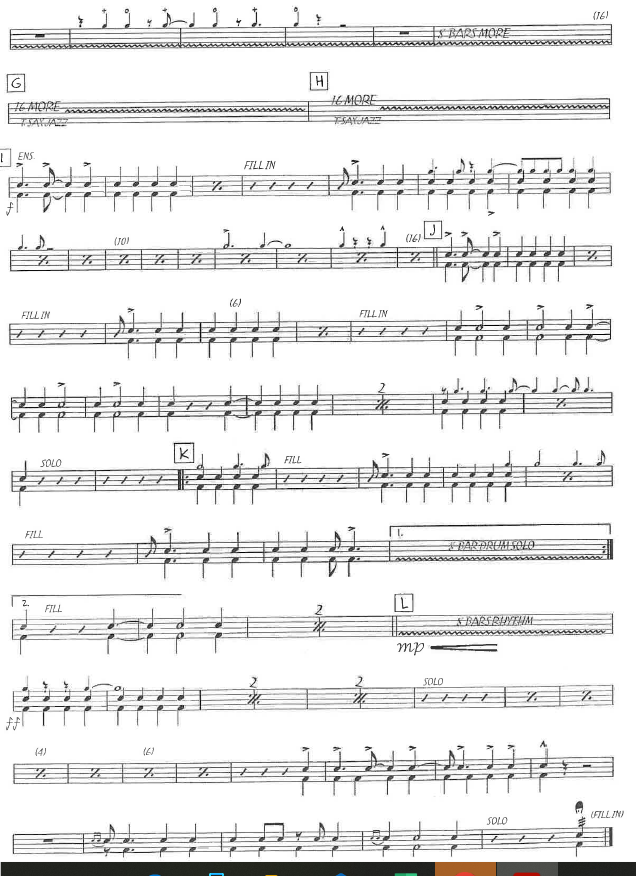 (16)
8 BARS MORE
G
H
16 MORE
16 MORE
T. SAX JAZZ
T. SAX JAZZ
I ENS.
FILL IN
f
(10)
(16) J
FILL IN
(6)
FILL IN
2
SOLO
K
FILL
FILL
1.
8 BAR DRUM SOLO
2. FILL
2
L
8 BARS RHYTHM
mp
ff
2
2
SOLO
(4)
(6)
SOLO
(FILL IN)